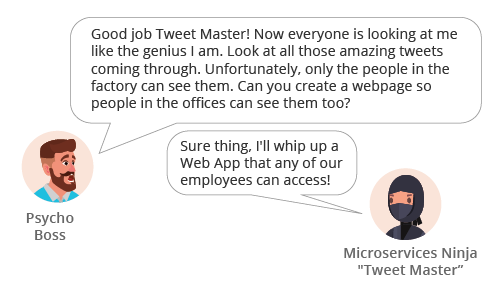 Good job Tweet Master! Now everyone is looking at me
like the genius I am. Look at all those amazing tweets
coming through. Unfortunately, only the people in the
factory can see them. Can you create a webpage so
people in the offices can see them too?
Sure thing, I'll whip up a
Web App that any of our
employees can access!
Psycho
Boss
Microservices Ninja
"Tweet Master”